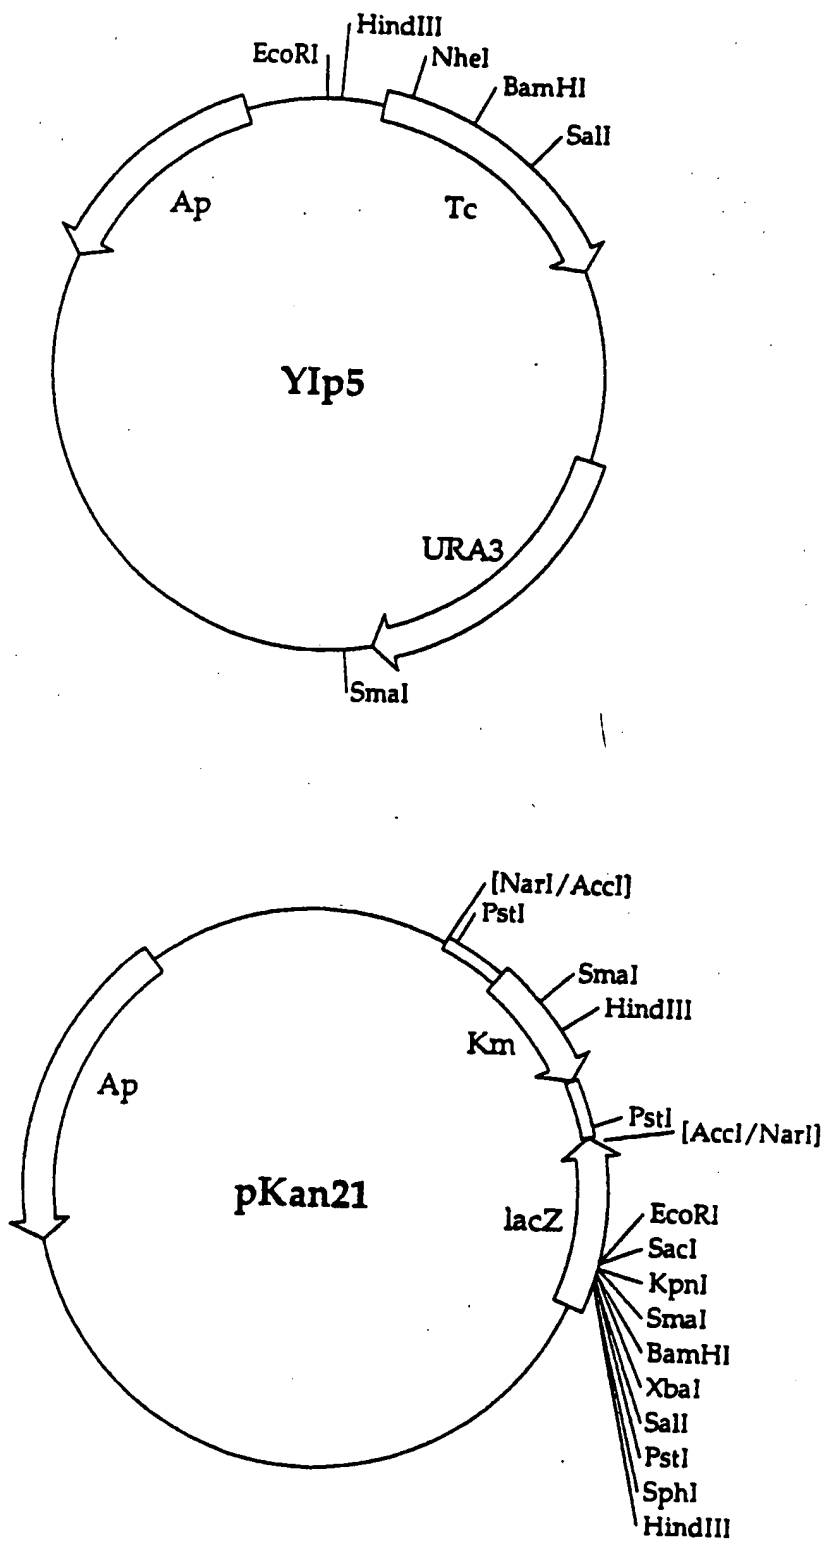 HindIII
EcoRI
NheI
BamHI
SalI
Ap
Tc
YIp5
URA3
SmaI
[NarI/AccI]
PstI
SmaI
HindIII
Km
Ap
PstI
[AccI/NarI]
pKan21
lacZ
EcoRI
SacI
KpnI
SmaI
BamHI
XbaI
SalI
PstI
SphI
HindIII